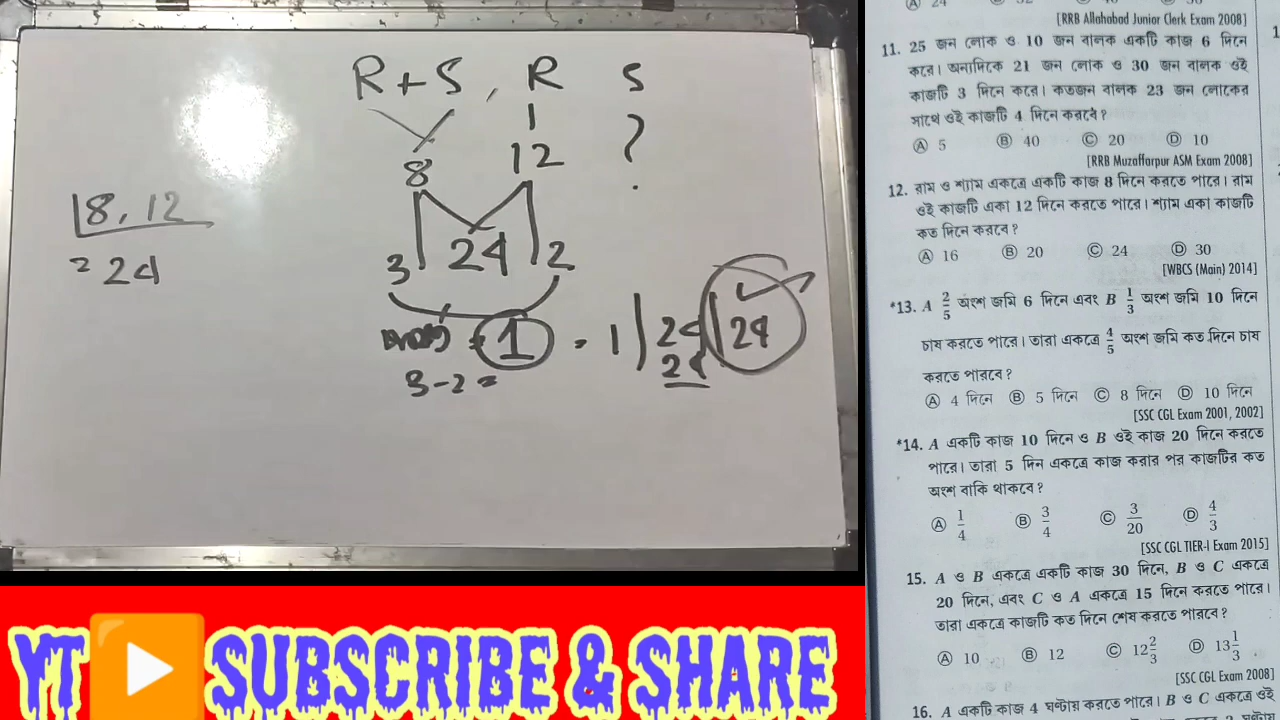 R + S, R S
1
8 12 ?
8, 12
= 24
3 24 2
1 = 1 | 24 | 24
24
3-2 =
YT SUBSCRIBE & SHARE
[RRB Allahabad Junior Clerk Exam 2008]
11. 25 জন লোক ও 10 জন বালক একটি কাজ 6 দিনে
করে। অন্যদিকে 21 জন লোক ও 30 জন বালক ওই
কাজটি 3 দিনে করে। কতজন বালক 23 জন লোকের
সাথে ওই কাজটি 4 দিনে করবে?
Ⓐ 5 Ⓑ 40 Ⓒ 20 Ⓓ 10
[RRB Muzaffarpur ASM Exam 2008]
12. রাম ও শ্যাম একত্রে একটি কাজ 8 দিনে করতে পারে। রাম
ওই কাজটি একা 12 দিনে করতে পারে। শ্যাম একা কাজটি
কত দিনে করবে?
Ⓐ 16 Ⓑ 20 Ⓒ 24 Ⓓ 30
[WBCS (Main) 2014]
*13. A 2/5 অংশ জমি 6 দিনে এবং B 1/3 অংশ জমি 10 দিনে
চাষ করতে পারে। তারা একত্রে 4/5 অংশ জমি কত দিনে চাষ
করতে পারবে?
Ⓐ 4 দিনে Ⓑ 5 দিনে Ⓒ 8 দিনে Ⓓ 10 দিনে
[SSC CGL Exam 2001, 2002]
*14. A একটি কাজ 10 দিনে ও B ওই কাজ 20 দিনে করতে
পারে। তারা 5 দিন একত্রে কাজ করার পর কাজটির কত
অংশ বাকি থাকবে?
Ⓐ 1/4 Ⓑ 3/4 Ⓒ 3/20 Ⓓ 4/3
[SSC CGL TIER-I Exam 2015]
15. A ও B একত্রে একটি কাজ 30 দিনে, B ও C একত্রে
20 দিনে, এবং C ও A একত্রে 15 দিনে করতে পারে।
তারা একত্রে কাজটি কত দিনে শেষ করতে পারবে?
Ⓐ 10 Ⓑ 12 Ⓒ 12 2/3 Ⓓ 13 1/3
[SSC CGL Exam 2008]
16. A একটি কাজ 4 ঘণ্টায় করতে পারে। B ও C একত্রে ওই